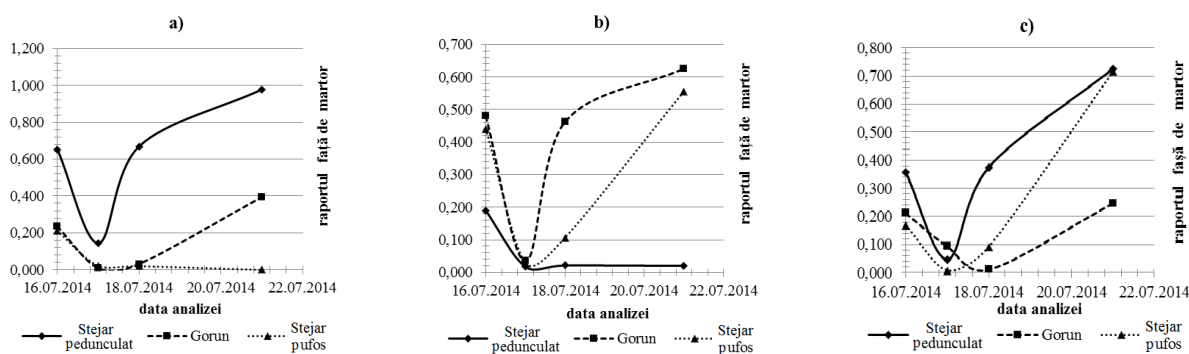 a)
1,200
1,000
0,800
0,600
0,400
0,200
0,000
16.07.2014 18.07.2014 20.07.2014 22.07.2014
data analizei
raportul față de martor
Stejar pedunculat
Gorun
Stejar pufos
b)
0,700
0,600
0,500
0,400
0,300
0,200
0,100
0,000
16.07.2014 18.07.2014 20.07.2014 22.07.2014
data analizei
raportul față de martor
Stejar pedunculat
Gorun
Stejar pufos
c)
0,800
0,700
0,600
0,500
0,400
0,300
0,200
0,100
0,000
16.07.2014 18.07.2014 20.07.2014 22.07.2014
data analizei
raportul fașă de martor
Stejar pedunculat
Gorun
Stejar pufos